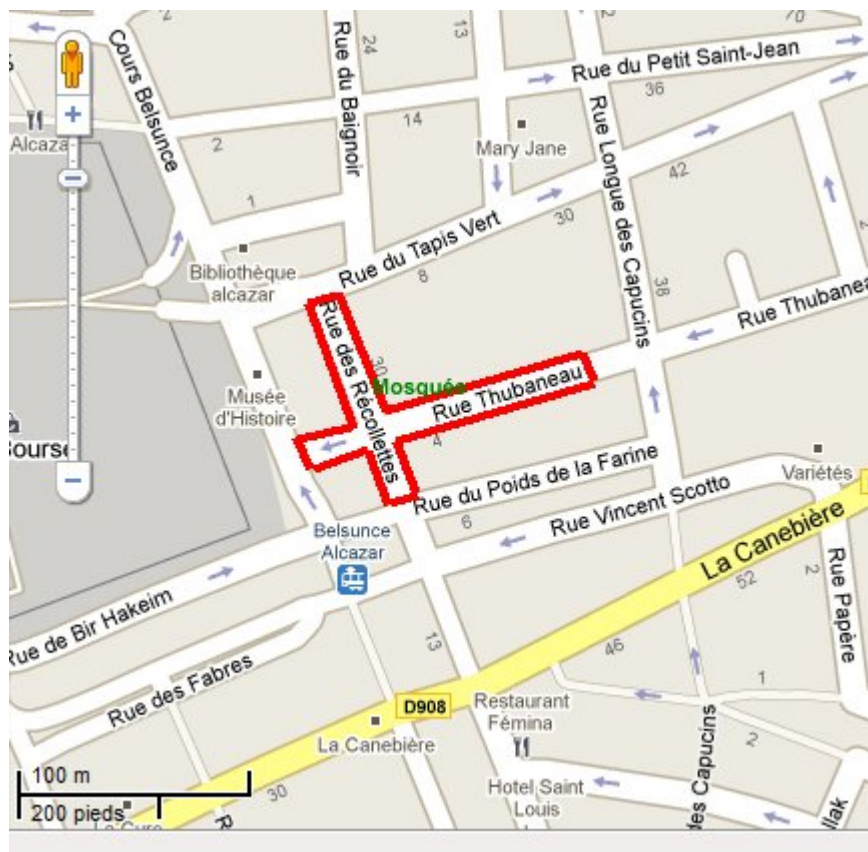 Cours Belsunce
2
24
Rue du Baignoir
13
70
Rue du Petit Saint-Jean
36
Alcaza
2
14
Mary Jane
Rue Longue des Capucins
42
1
30
Bibliothèque
alcazar
Rue du Tapis Vert
8
38
Rue Thubaneau
Rue des Récollettes
30
Mosquée
Rue Thubaneau
4
Musée
d'Histoire
Bourse
Rue du Poids de la Farine
Variétés
6
Rue Vincent Scotto
Belsunce
Alcazar
La Canebière
52
2
Rue Papère
Rue de Bir Hakeim
13
46
Rue des Fabres
1
D908
Restaurant
Fémina
La Canebière
2
100 m
Hotel Saint
Louis
des Capucins
30
200 pieds